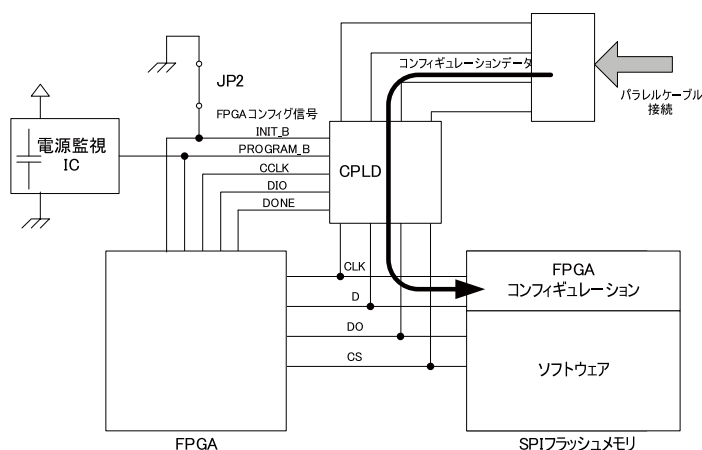 コンフィギュレーションデータ
パラレルケーブル
接続
JP2
FPGAコンフィグ信号
INIT_B
PROGRAM_B
CCLK
DIO
DONE
電源監視
IC
CPLD
CLK
D
DO
CS
FPGA
コンフィギュレーション
ソフトウェア
FPGA
SPIフラッシュメモリ